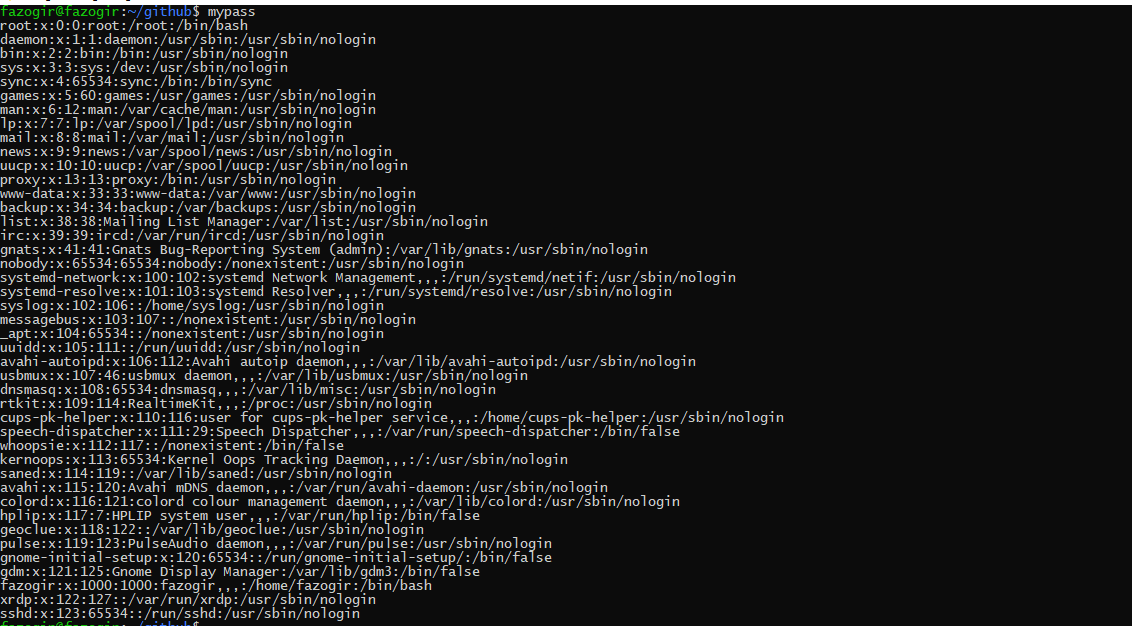 fazogir@fazogir:~/github$ mypass
root:x:0:0:root:/root:/bin/bash
daemon:x:1:1:daemon:/usr/sbin:/usr/sbin/nologin
bin:x:2:2:bin:/bin:/usr/sbin/nologin
sys:x:3:3:sys:/dev:/usr/sbin/nologin
sync:x:4:65534:sync:/bin:/bin/sync
games:x:5:60:games:/usr/games:/usr/sbin/nologin
man:x:6:12:man:/var/cache/man:/usr/sbin/nologin
lp:x:7:7:lp:/var/spool/lpd:/usr/sbin/nologin
mail:x:8:8:mail:/var/mail:/usr/sbin/nologin
news:x:9:9:news:/var/spool/news:/usr/sbin/nologin
uucp:x:10:10:uucp:/var/spool/uucp:/usr/sbin/nologin
proxy:x:13:13:proxy:/bin:/usr/sbin/nologin
www-data:x:33:33:www-data:/var/www:/usr/sbin/nologin
backup:x:34:34:backup:/var/backups:/usr/sbin/nologin
list:x:38:38:Mailing List Manager:/var/list:/usr/sbin/nologin
irc:x:39:39:ircd:/var/run/ircd:/usr/sbin/nologin
gnats:x:41:41:Gnats Bug-Reporting System (admin):/var/lib/gnats:/usr/sbin/nologin
nobody:x:65534:65534:nobody:/nonexistent:/usr/sbin/nologin
systemd-network:x:100:102:systemd Network Management,,,:/run/systemd/netif:/usr/sbin/nologin
systemd-resolve:x:101:103:systemd Resolver,,,:/run/systemd/resolve:/usr/sbin/nologin
syslog:x:102:106::/home/syslog:/usr/sbin/nologin
messagebus:x:103:107::/nonexistent:/usr/sbin/nologin
_apt:x:104:65534::/nonexistent:/usr/sbin/nologin
uuidd:x:105:111::/run/uuidd:/usr/sbin/nologin
avahi-autoipd:x:106:112:Avahi autoip daemon,,,:/var/lib/avahi-autoipd:/usr/sbin/nologin
usbmux:x:107:46:usbmux daemon,,,:/var/lib/usbmux:/usr/sbin/nologin
dnsmasq:x:108:65534:dnsmasq,,,:/var/lib/misc:/usr/sbin/nologin
rtkit:x:109:114:RealtimeKit,,,:/proc:/usr/sbin/nologin
cups-pk-helper:x:110:116:user for cups-pk-helper service,,,:/home/cups-pk-helper:/usr/sbin/nologin
speech-dispatcher:x:111:29:Speech Dispatcher,,,:/var/run/speech-dispatcher:/bin/false
whoopsie:x:112:117::/nonexistent:/bin/false
kernoops:x:113:65534:Kernel Oops Tracking Daemon,,,:/:/usr/sbin/nologin
saned:x:114:119::/var/lib/saned:/usr/sbin/nologin
avahi:x:115:120:Avahi mDNS daemon,,,:/var/run/avahi-daemon:/usr/sbin/nologin
colord:x:116:121:colord colour management daemon,,,:/var/lib/colord:/usr/sbin/nologin
hplip:x:117:7:HPLIP system user,,,:/var/run/hplip:/bin/false
geoclue:x:118:122::/var/lib/geoclue:/usr/sbin/nologin
pulse:x:119:123:PulseAudio daemon,,,:/var/run/pulse:/usr/sbin/nologin
gnome-initial-setup:x:120:65534::/run/gnome-initial-setup/:/bin/false
gdm:x:121:125:Gnome Display Manager:/var/lib/gdm3:/bin/false
fazogir:x:1000:1000:fazogir,,,:/home/fazogir:/bin/bash
xrdp:x:122:127::/var/run/xrdp:/usr/sbin/nologin
sshd:x:123:65534::/run/sshd:/usr/sbin/nologin
fazogir@fazogir:~/github$